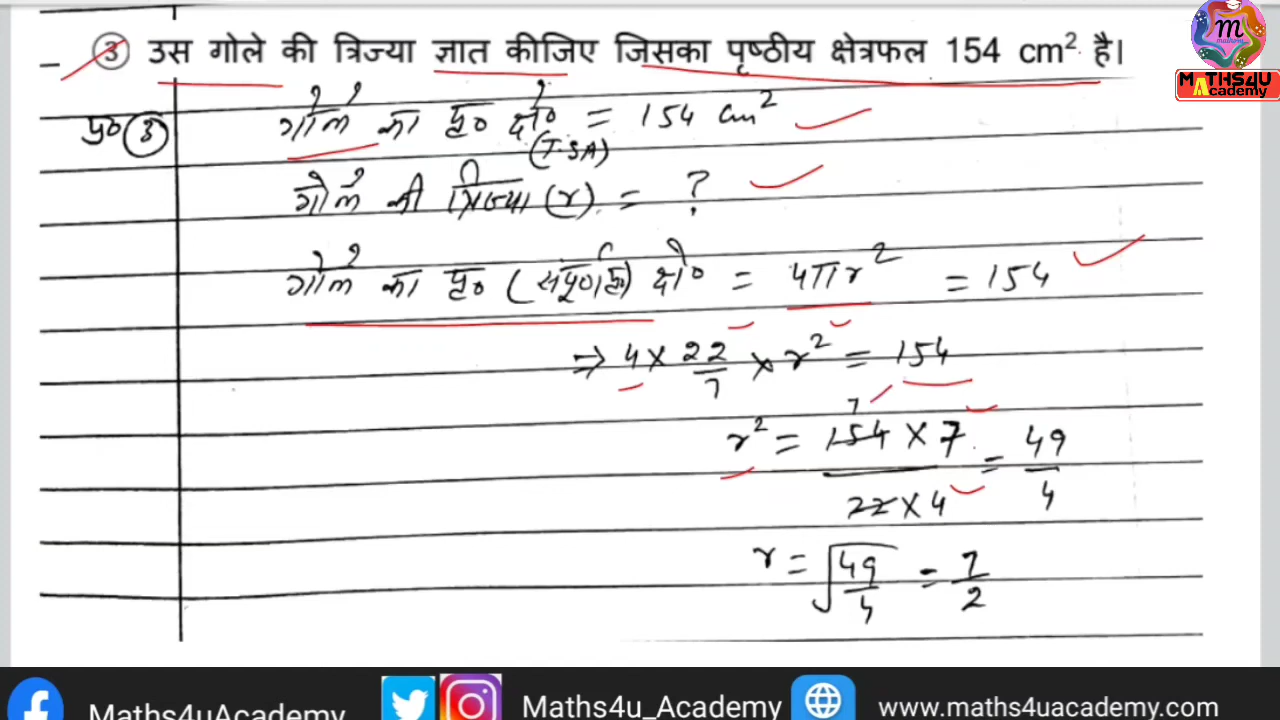 ③ उस गोले की त्रिज्या ज्ञात कीजिए जिसका पृष्ठीय क्षेत्रफल 154 cm² है।
m
MATHS4U
Academy
प्र० ③ गोले का पृ० क्षे० = 154 cm²
(T.S.A)
गोले की त्रिज्या (r) = ?
गोले का पृ० (संपूर्ण) क्षे० = 4πr² = 154
⇒ 4 × 22/7 × r² = 154
7
r² = 154 × 7 / 22 × 4 = 49/4
r = √49/4 = 7/2
Maths4uAcademy
Maths4u_Academy
www.maths4uacademy.com